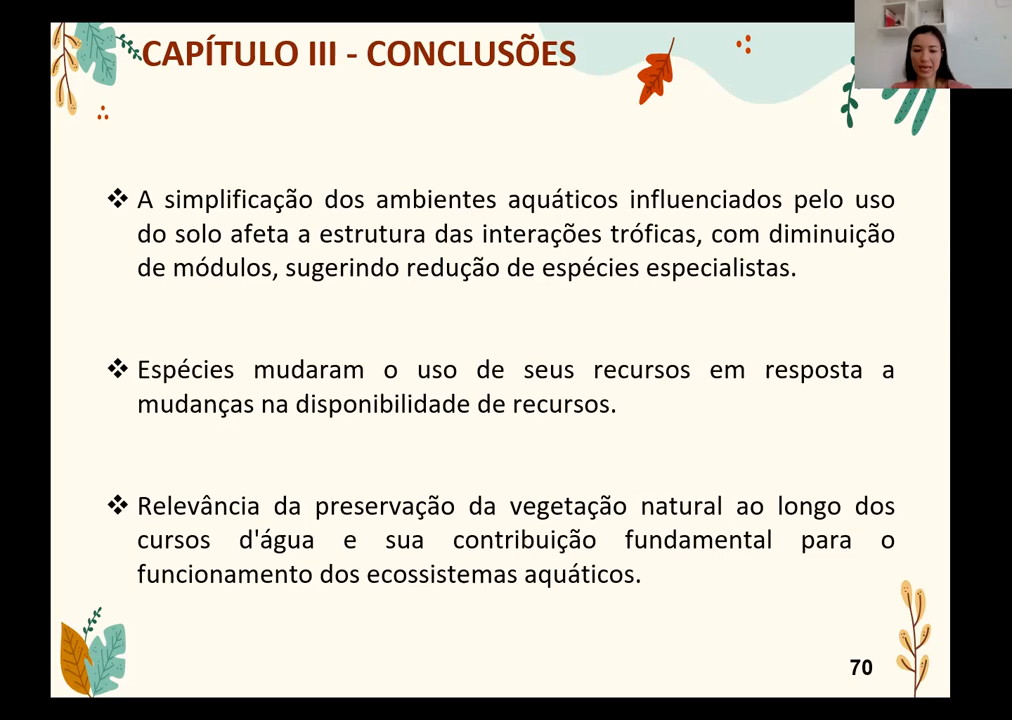 CAPÍTULO III - CONCLUSÕES
❖ A simplificação dos ambientes aquáticos influenciados pelo uso
do solo afeta a estrutura das interações tróficas, com diminuição
de módulos, sugerindo redução de espécies especialistas.
❖ Espécies mudaram o uso de seus recursos em resposta a
mudanças na disponibilidade de recursos.
❖ Relevância da preservação da vegetação natural ao longo dos
cursos d'água e sua contribuição fundamental para o
funcionamento dos ecossistemas aquáticos.
70